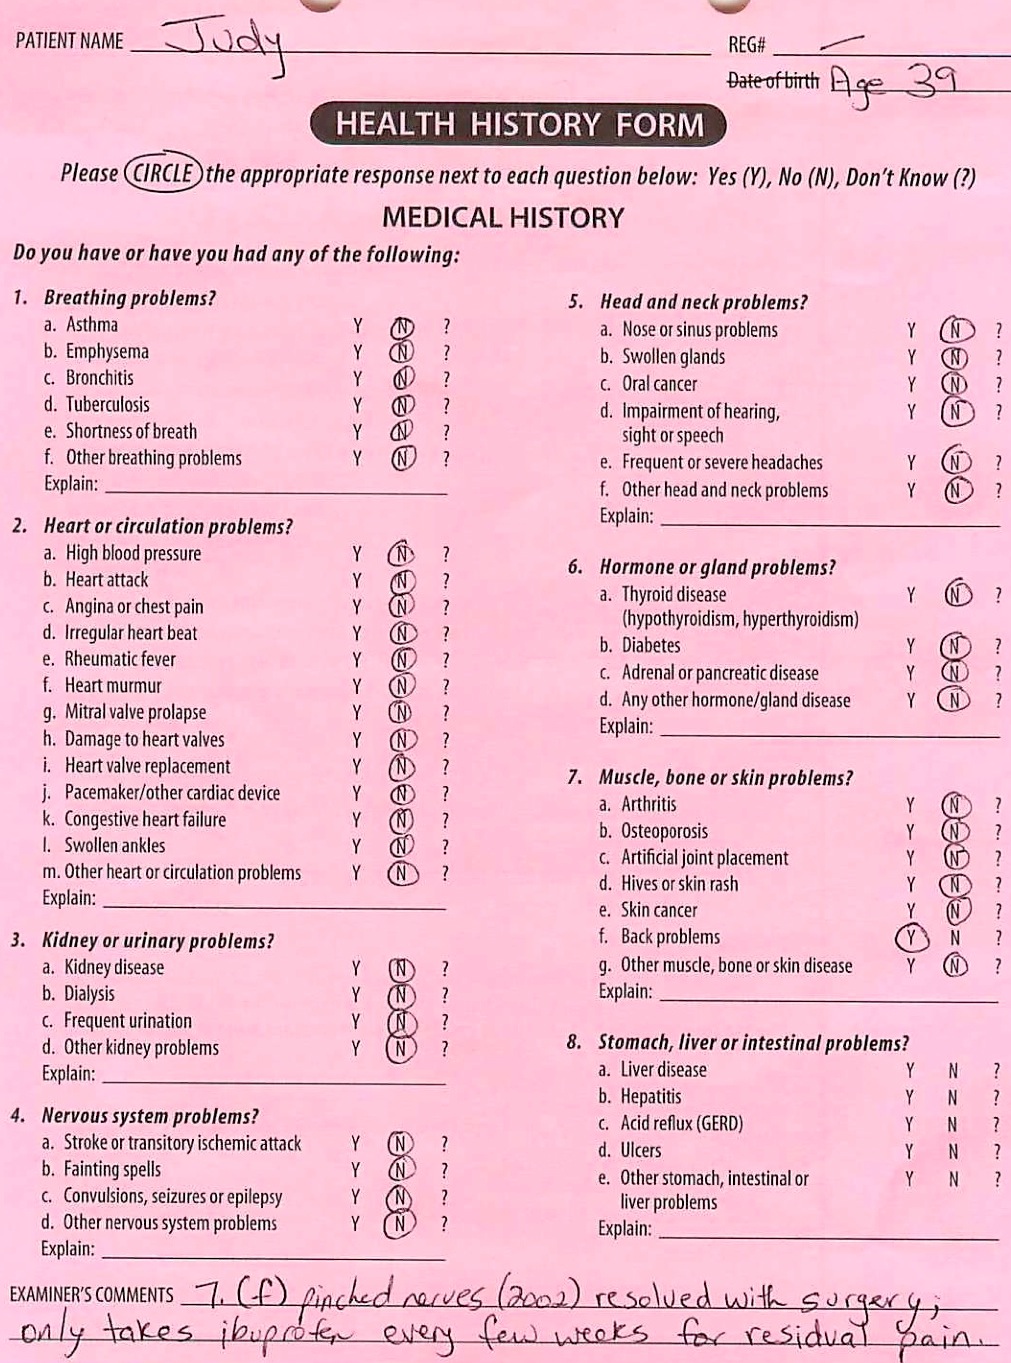 PATIENT NAME Judy
REG# —
Date of birth Age 39
HEALTH HISTORY FORM
Please CIRCLE the appropriate response next to each question below: Yes (Y), No (N), Don't Know (?)
MEDICAL HISTORY
Do you have or have you had any of the following:
1. Breathing problems?
a. Asthma Y N ?
b. Emphysema Y N ?
c. Bronchitis Y N ?
d. Tuberculosis Y N ?
e. Shortness of breath Y N ?
f. Other breathing problems Y N ?
Explain:
2. Heart or circulation problems?
a. High blood pressure Y N ?
b. Heart attack Y N ?
c. Angina or chest pain Y N ?
d. Irregular heart beat Y N ?
e. Rheumatic fever Y N ?
f. Heart murmur Y N ?
g. Mitral valve prolapse Y N ?
h. Damage to heart valves Y N ?
i. Heart valve replacement Y N ?
j. Pacemaker/other cardiac device Y N ?
k. Congestive heart failure Y N ?
l. Swollen ankles Y N ?
m. Other heart or circulation problems Y N ?
Explain:
3. Kidney or urinary problems?
a. Kidney disease Y N ?
b. Dialysis Y N ?
c. Frequent urination Y N ?
d. Other kidney problems Y N ?
Explain:
4. Nervous system problems?
a. Stroke or transitory ischemic attack Y N ?
b. Fainting spells Y N ?
c. Convulsions, seizures or epilepsy Y N ?
d. Other nervous system problems Y N ?
Explain:
5. Head and neck problems?
a. Nose or sinus problems Y N ?
b. Swollen glands Y N ?
c. Oral cancer Y N ?
d. Impairment of hearing, Y N ?
sight or speech
e. Frequent or severe headaches Y N ?
f. Other head and neck problems Y N ?
Explain:
6. Hormone or gland problems?
a. Thyroid disease Y N ?
(hypothyroidism, hyperthyroidism)
b. Diabetes Y N ?
c. Adrenal or pancreatic disease Y N ?
d. Any other hormone/gland disease Y N ?
Explain:
7. Muscle, bone or skin problems?
a. Arthritis Y N ?
b. Osteoporosis Y N ?
c. Artificial joint placement Y N ?
d. Hives or skin rash Y N ?
e. Skin cancer Y N ?
f. Back problems Y N ?
g. Other muscle, bone or skin disease Y N ?
Explain:
8. Stomach, liver or intestinal problems?
a. Liver disease Y N ?
b. Hepatitis Y N ?
c. Acid reflux (GERD) Y N ?
d. Ulcers Y N ?
e. Other stomach, intestinal or Y N ?
liver problems
Explain:
EXAMINER'S COMMENTS 7. (f) pinched nerves (2002) resolved with surgery;
only takes ibuprofen every few weeks for residual pain.